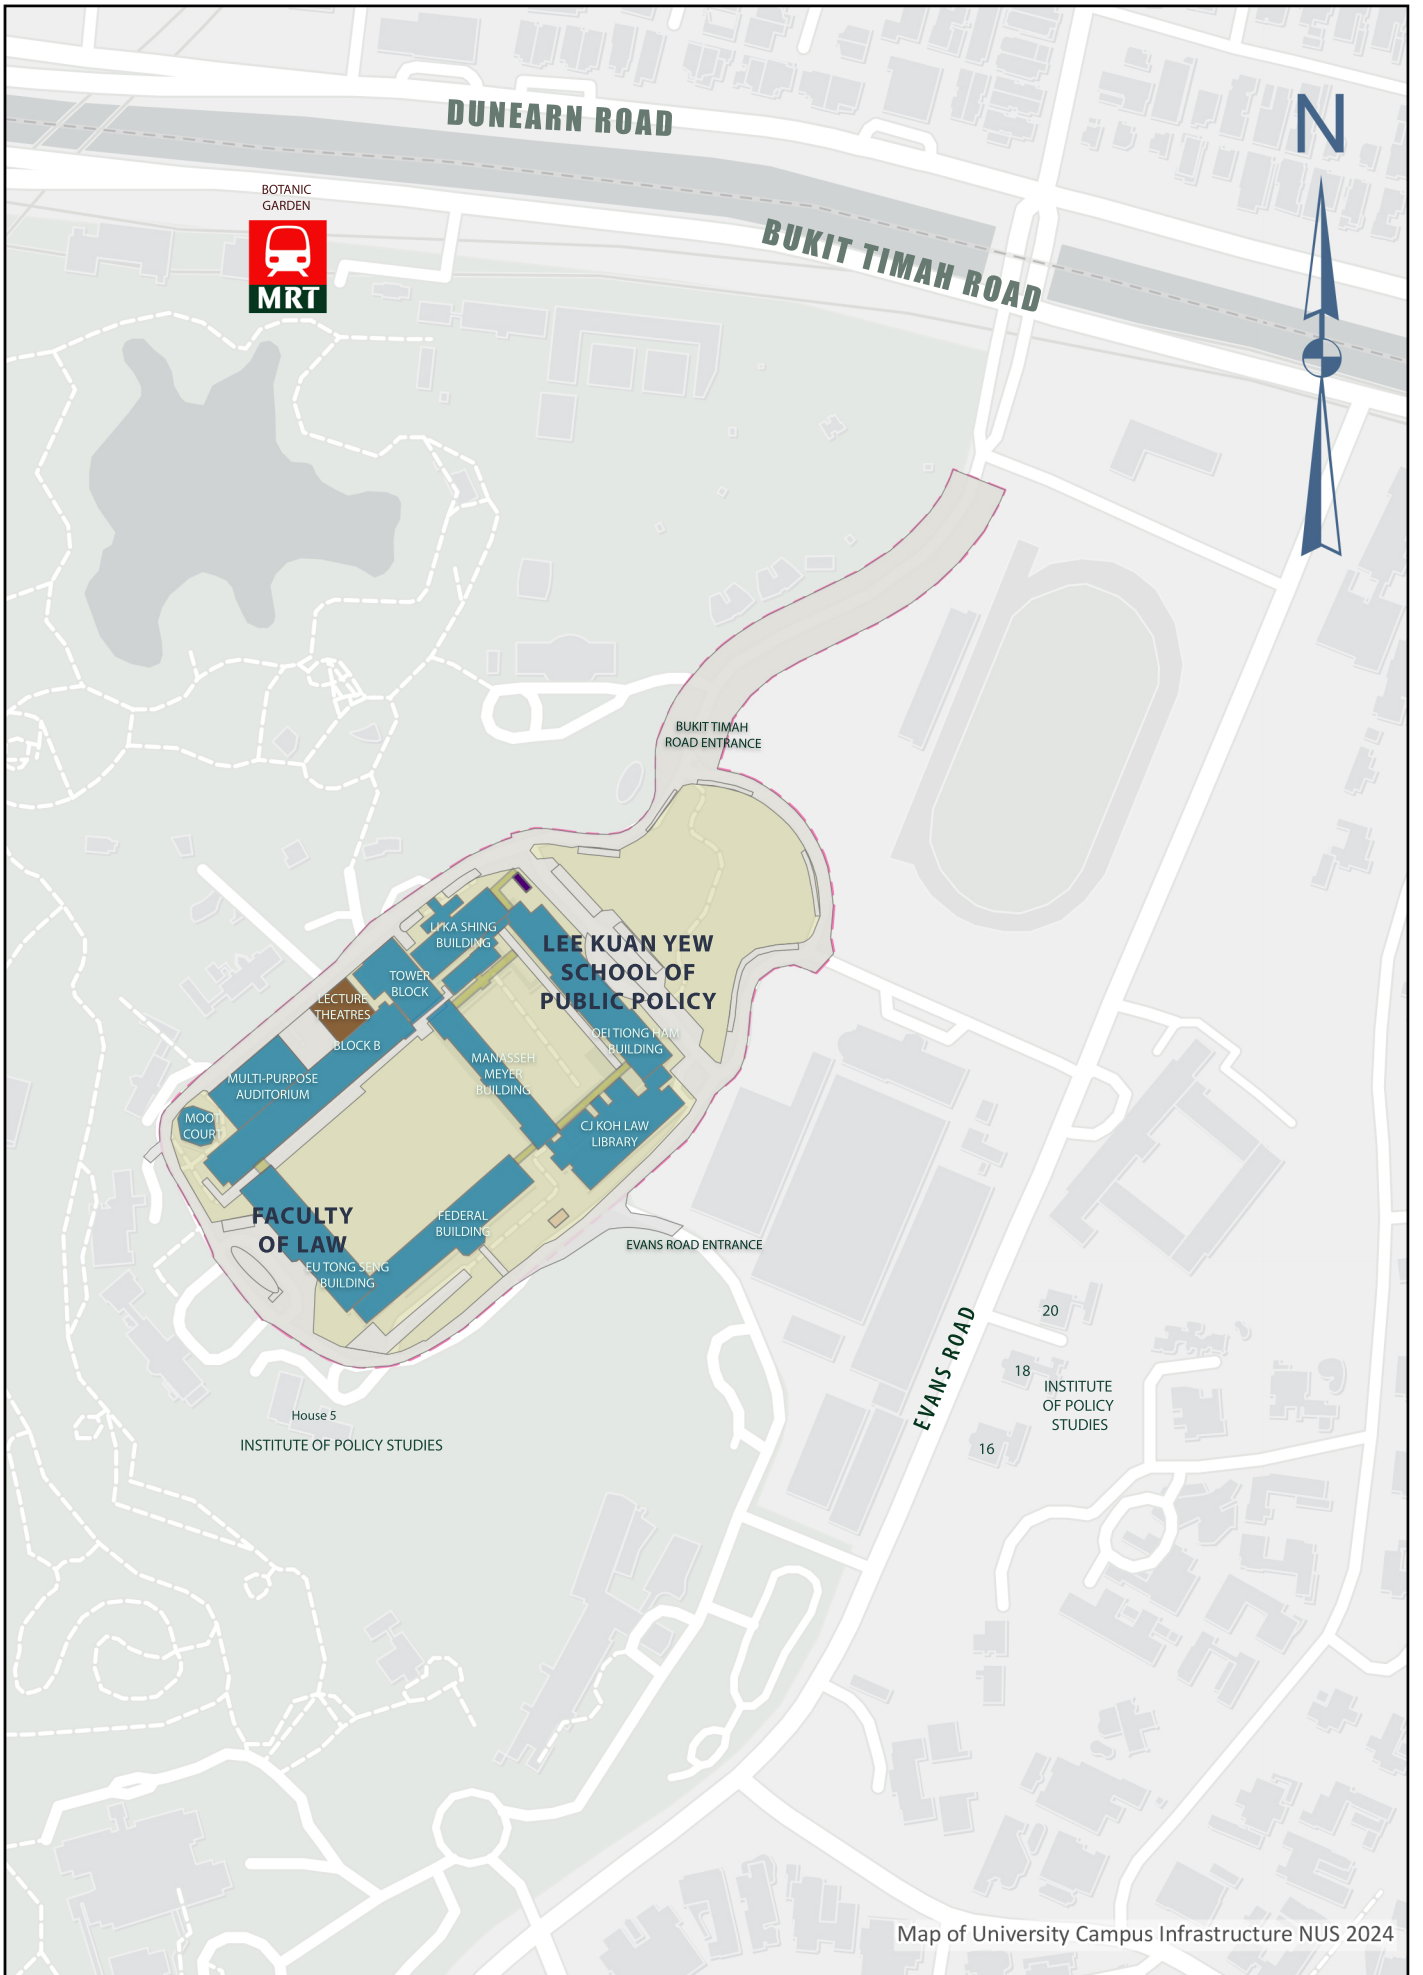 DUNEARN ROAD
N
BOTANIC
GARDEN
MRT
BUKIT TIMAH ROAD
BUKIT TIMAH
ROAD ENTRANCE
LI KA SHING
BUILDING
LEE KUAN YEW
SCHOOL OF
PUBLIC POLICY
TOWER
BLOCK
LECTURE
THEATRES
BLOCK B
OEI TIONG HAM
BUILDING
MANASSEH
MEYER
BUILDING
MULTI-PURPOSE
AUDITORIUM
MOOT
COURT
CJ KOH LAW
LIBRARY
FACULTY
OF LAW
FEDERAL
BUILDING
EVANS ROAD ENTRANCE
EU TONG SENG
BUILDING
20
EVANS ROAD
18
INSTITUTE
OF POLICY
STUDIES
16
House 5
INSTITUTE OF POLICY STUDIES
Map of University Campus Infrastructure NUS 2024